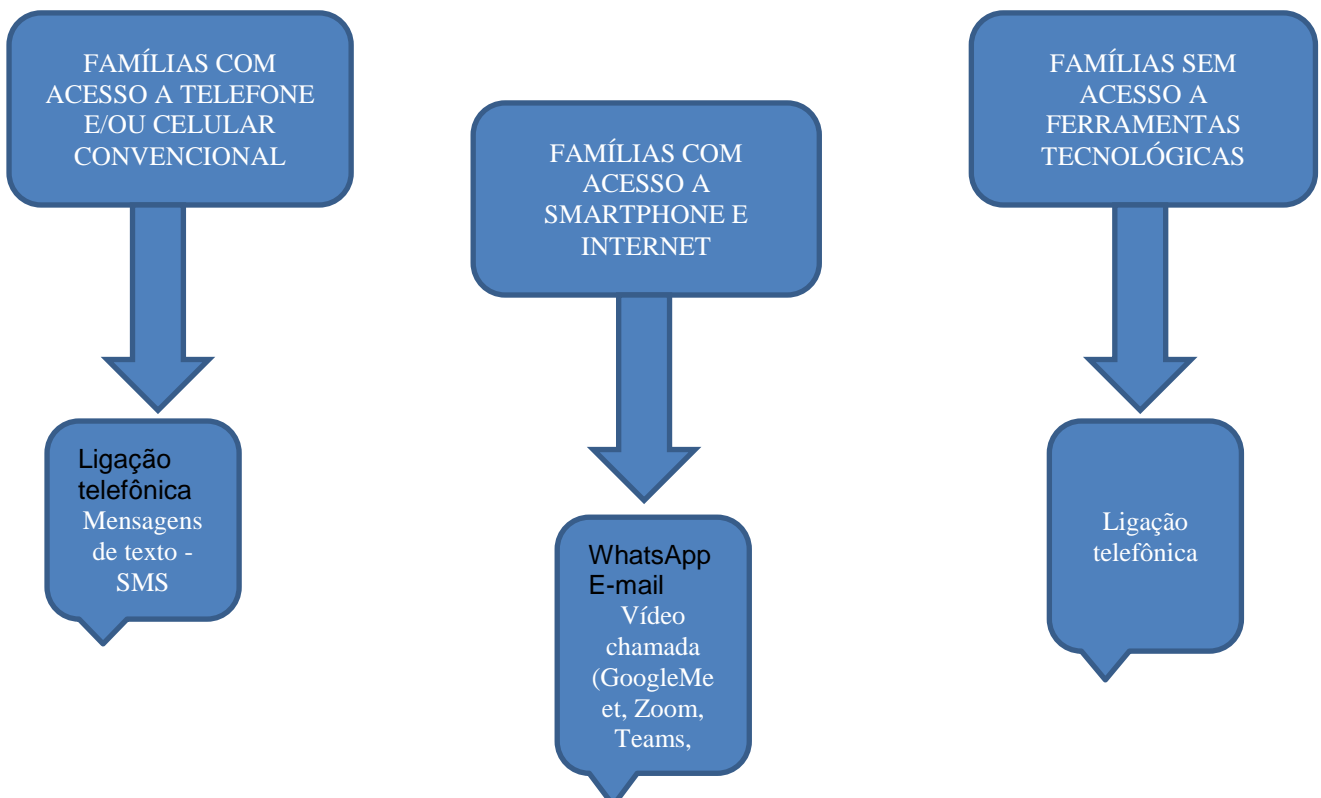 FAMÍLIAS COM
ACESSO A TELEFONE
E/OU CELULAR
CONVENCIONAL
Ligação
telefônica
Mensagens
de texto -
SMS
FAMÍLIAS COM
ACESSO A
SMARTPHONE E
INTERNET
WhatsApp
E-mail
Vídeo
chamada
(GoogleMe
et, Zoom,
Teams,
FAMÍLIAS SEM
ACESSO A
FERRAMENTAS
TECNOLÓGICAS
Ligação
telefônica